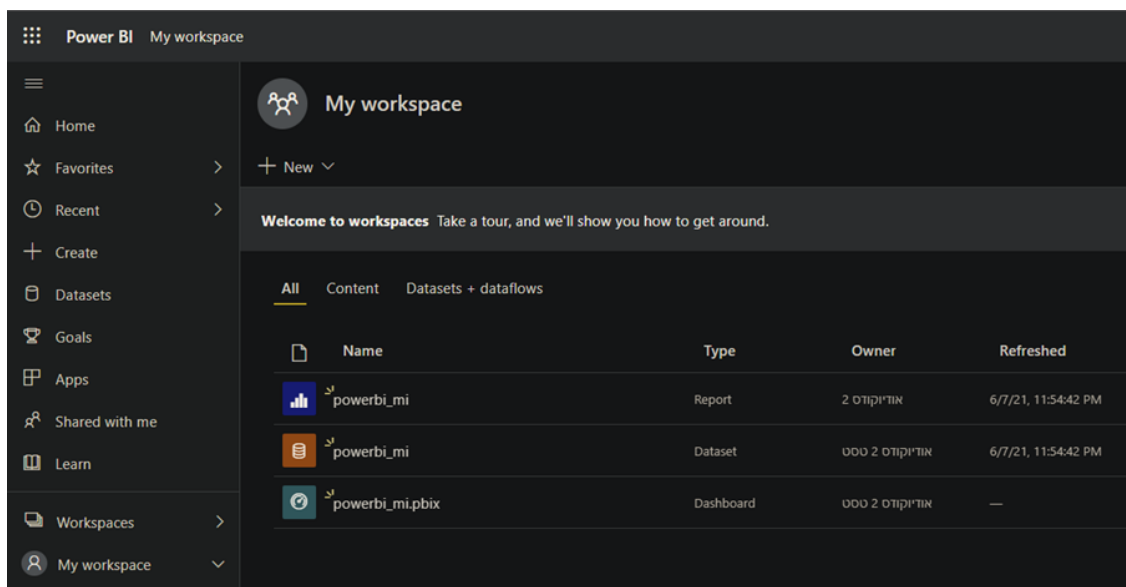 Power BI My workspace
My workspace
Home
Favorites
Recent
Create
Datasets
Goals
Apps
Shared with me
Learn
Workspaces
My workspace
New
Welcome to workspaces Take a tour, and we'll show you how to get around.
All Content Datasets + dataflows
Name Type Owner Refreshed
powerbi_mi Report אודיוקודס 2 6/7/21, 11:54:42 PM
powerbi_mi Dataset אודיוקודס 2 טסט 6/7/21, 11:54:42 PM
powerbi_mi.pbix Dashboard אודיוקודס 2 טסט —